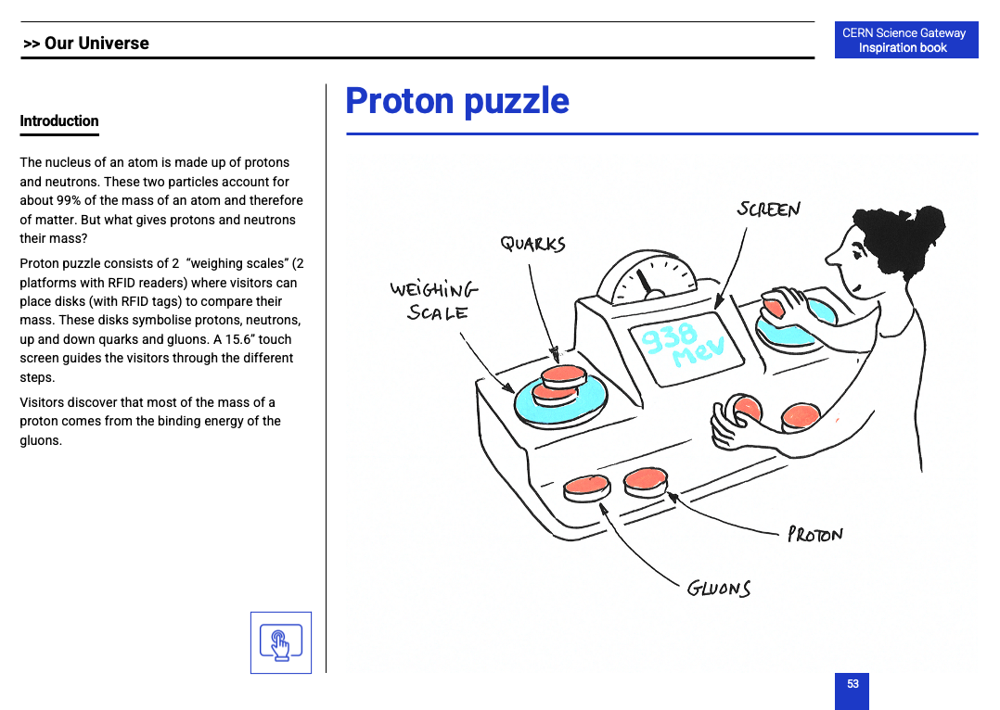 >> Our Universe
CERN Science Gateway
Inspiration book
Introduction
The nucleus of an atom is made up of protons
and neutrons. These two particles account for
about 99% of the mass of an atom and therefore
of matter. But what gives protons and neutrons
their mass?
Proton puzzle consists of 2 “weighing scales” (2
platforms with RFID readers) where visitors can
place disks (with RFID tags) to compare their
mass. These disks symbolise protons, neutrons,
up and down quarks and gluons. A 15.6” touch
screen guides the visitors through the different
steps.
Visitors discover that most of the mass of a
proton comes from the binding energy of the
gluons.
Proton puzzle
SCREEN
QUARKS
WEIGHING
SCALE
938
MeV
PROTON
GLUONS
53